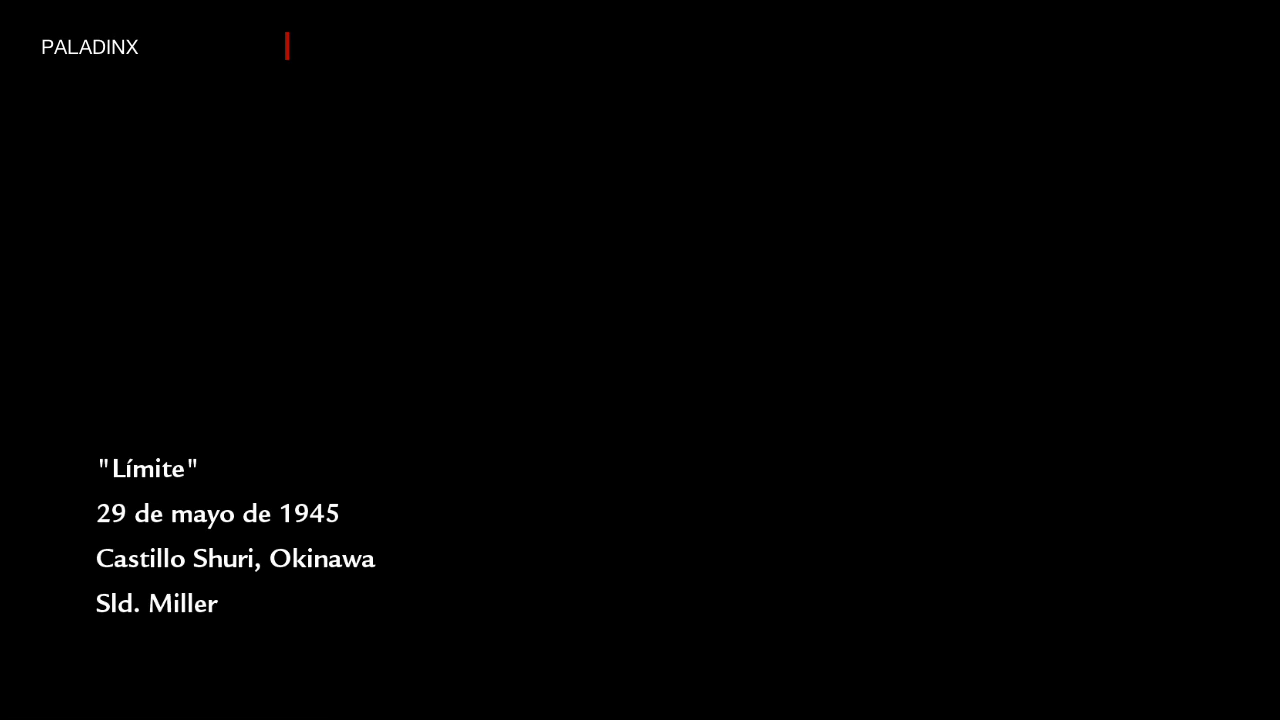 PALADINX
"Límite"
29 de mayo de 1945
Castillo Shuri, Okinawa
Sld. Miller